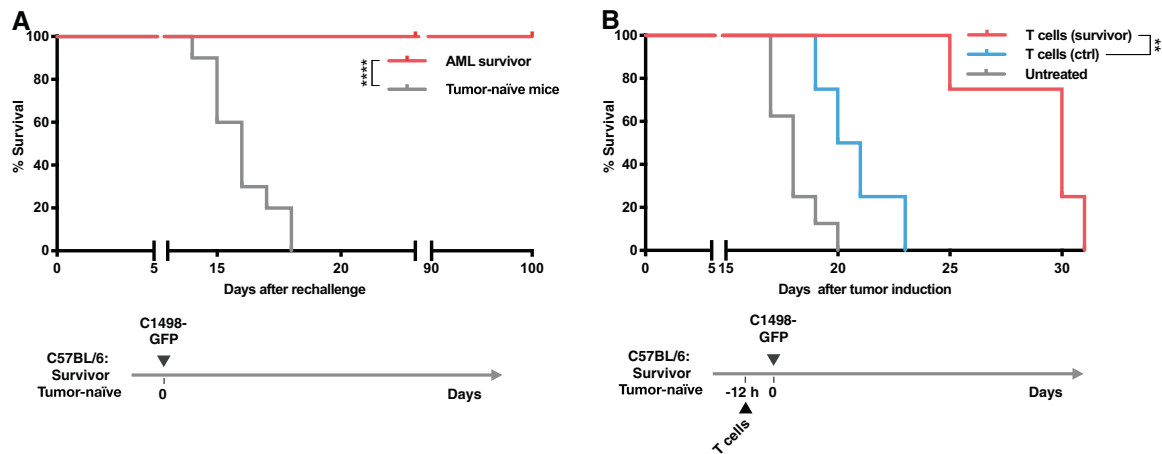 A
100
80
60
40
20
0
% Survival
0 5 15 20 90 100
Days after rechallenge
AML survivor
Tumor-naïve mice
****
C1498-
GFP
C57BL/6:
Survivor
Tumor-naïve
0
Days
B
100
80
60
40
20
0
% Survival
0 5 15 20 25 30
Days after tumor induction
T cells (survivor)
T cells (ctrl)
Untreated
**
C1498-
GFP
C57BL/6:
Survivor
Tumor-naïve
-12 h 0
Days
T cells